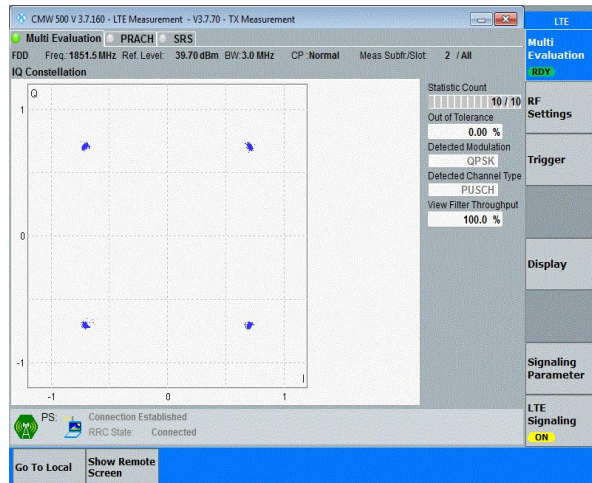 CMW 500 V 3.7.160 - LTE Measurement - V3.7.70 - TX Measurement
LTE
Multi Evaluation PRACH SRS
FDD Freq.:1851.5 MHz Ref. Level: 39.70 dBm BW:3.0 MHz CP :Normal Meas Subfr./Slot: 2 / All
IQ Constellation
Q
1
0
-1
-1 0 1
I
Statistic Count
10 / 10
Out of Tolerance
0.00 %
Detected Modulation
QPSK
Detected Channel Type
PUSCH
View Filter Throughput
100.0 %
Multi
Evaluation
RDY
RF
Settings
Trigger
Display
Signaling
Parameter
LTE
Signaling
ON
PS: Connection Established
RRC State: Connected
Go To Local
Show Remote
Screen